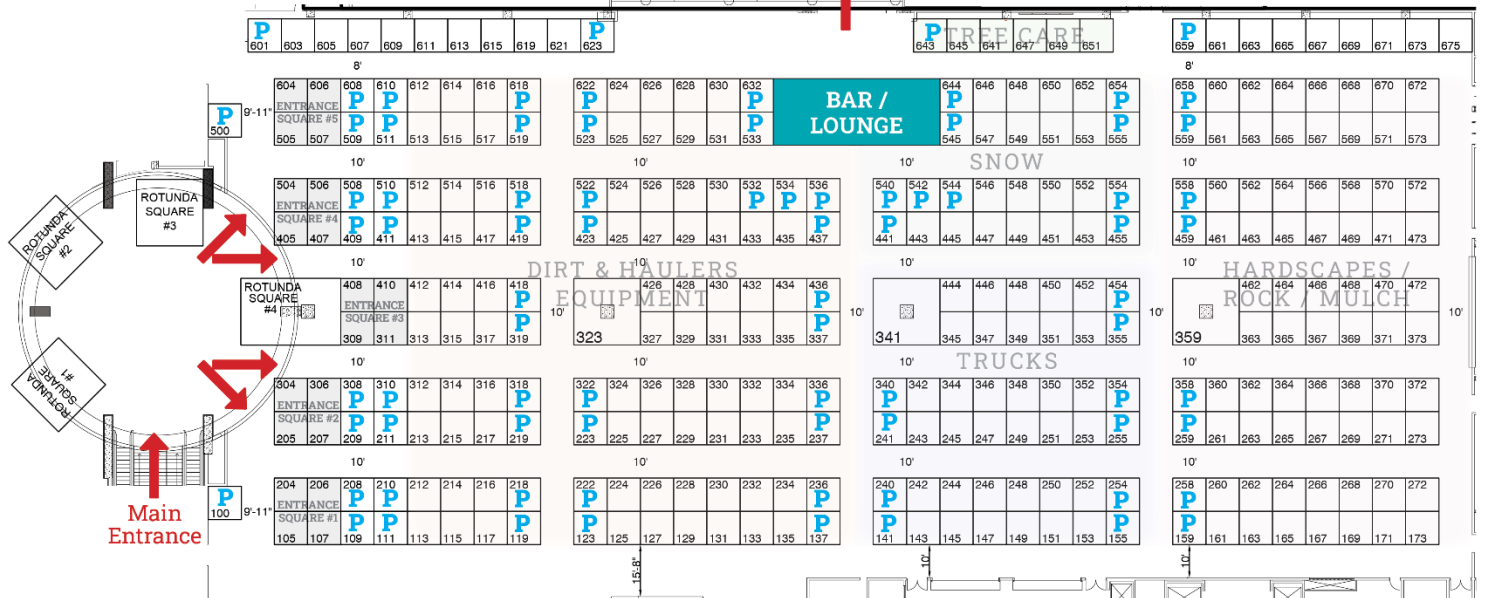 P P P P P
601 603 605 607 609 611 613 615 619 621 623 643 645 641 647 649 651 659 661 663 665 667 669 671 673 675
TREE CARE
8' 8'
604 606 608 610 612 614 616 618 622 624 626 628 630 632 644 646 648 650 652 654 658 660 662 664 666 668 670 672
P P P P P P P P P
ENTRANCE
SQUARE #5
BAR /
LOUNGE
P
500
9'-11"
P P P P P P P P
505 507 509 511 513 515 517 519 523 525 527 529 531 533 545 547 549 551 553 555 559 561 563 565 567 569 571 573
10' 10' 10' 10'
SNOW
504 506 508 510 512 514 516 518 522 524 526 528 530 532 534 536 540 542 544 546 548 550 552 554 558 560 562 564 566 568 570 572
P P P P P P P P P P P P
ENTRANCE
SQUARE #4
P P P P P P P P
405 407 409 411 413 415 417 419 423 425 427 429 431 433 435 437 441 443 445 447 449 451 453 455 459 461 463 465 467 469 471 473
ROTUNDA
SQUARE
#3
ROTUNDA
SQUARE
#2
10' 10' 10' 10'
DIRT & HAULERS
EQUIPMENT
HARDSCAPES /
ROCK / MULCH
ROTUNDA
SQUARE
#4
408 410 412 414 416 418 426 428 430 432 434 436 444 446 448 450 452 454 462 464 466 468 470 472
P P P
ENTRANCE
SQUARE #3
10' 10' 10' 10'
P P P
309 311 313 315 317 319 323 327 329 331 333 335 337 341 345 347 349 351 353 355 359 363 365 367 369 371 373
10' 10' 10' 10'
TRUCKS
ROTUNDA
SQUARE
#1
304 306 308 310 312 314 316 318 322 324 326 328 330 332 334 336 340 342 344 346 348 350 352 354 358 360 362 364 366 368 370 372
P P P P P P P P
ENTRANCE
SQUARE #2
P P P P P P P P
205 207 209 211 213 215 217 219 223 225 227 229 231 233 235 237 241 243 245 247 249 251 253 255 259 261 263 265 267 269 271 273
10' 10' 10' 10'
204 206 208 210 212 214 216 218 222 224 226 228 230 232 234 236 240 242 244 246 248 250 252 254 258 260 262 264 266 268 270 272
P P P P P P P P
ENTRANCE
SQUARE #1
P
100
9'-11"
P P P P P P P P
105 107 109 111 113 115 117 119 123 125 127 129 131 133 135 137 141 143 145 147 149 151 153 155 159 161 163 165 167 169 171 173
Main
Entrance
15'-8" 10' 10'